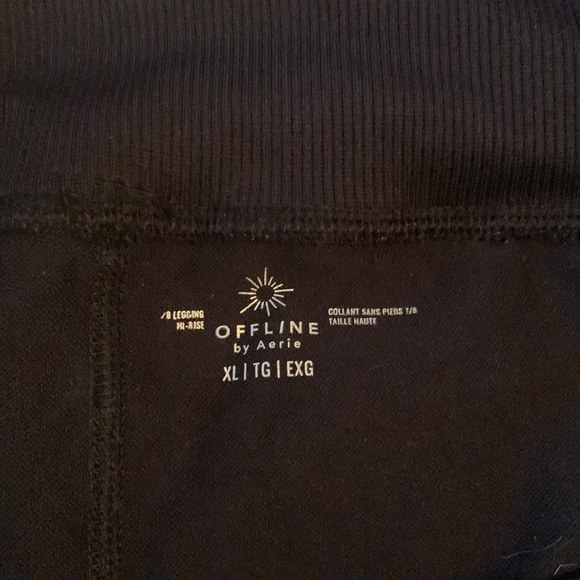 /8 LEGGING
HI-RISE
OFFLINE
by Aerie
XL | TG | EXG
COLLANT SANS PIEDS 7/8
TAILLE HAUTE